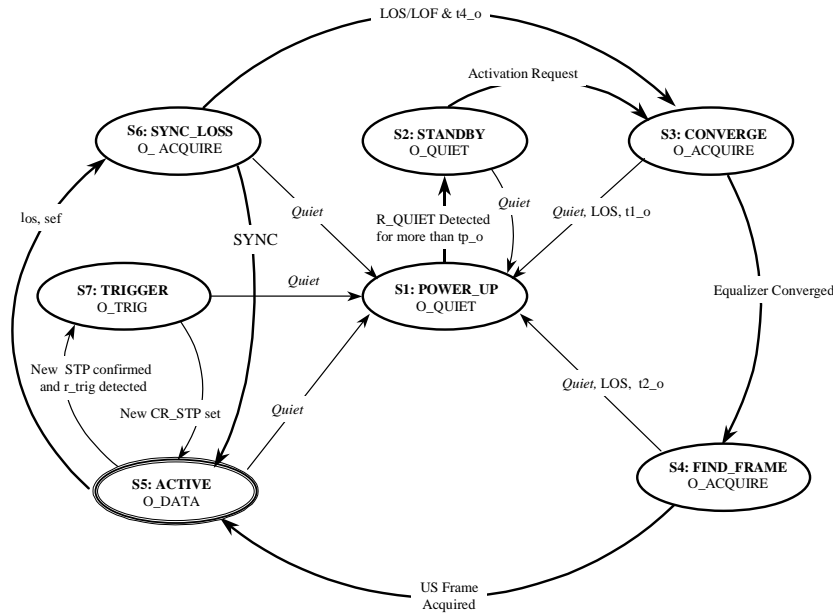 LOS/LOF & t4_o
Activation Request
S6: SYNC_LOSS
O_ ACQUIRE
S2: STANDBY
O_QUIET
S3: CONVERGE
O_ACQUIRE
Quiet
Quiet
Quiet, LOS, t1_o
los, sef
SYNC
R_QUIET Detected
for more than tp_o
S7: TRIGGER
O_TRIG
Quiet
S1: POWER_UP
O_QUIET
Equalizer Converged
New STP confirmed
and r_trig detected
Quiet
Quiet, LOS, t2_o
New CR_STP set
S5: ACTIVE
O_DATA
S4: FIND_FRAME
O_ACQUIRE
US Frame
Acquired